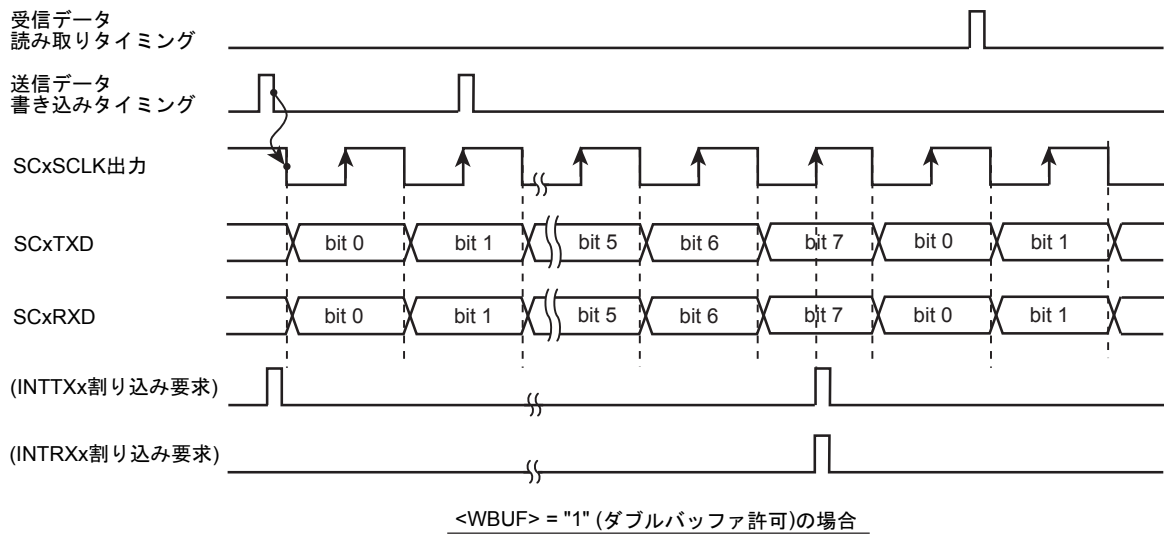 受信データ
読み取りタイミング
送信データ
書き込みタイミング
SCxSCLK出力
SCxTXD
bit 0 bit 1 bit 5 bit 6 bit 7 bit 0 bit 1
SCxRXD
bit 0 bit 1 bit 5 bit 6 bit 7 bit 0 bit 1
(INTTXx割り込み要求)
(INTRXx割り込み要求)
<WBUF> = "1" (ダブルバッファ許可)の場合